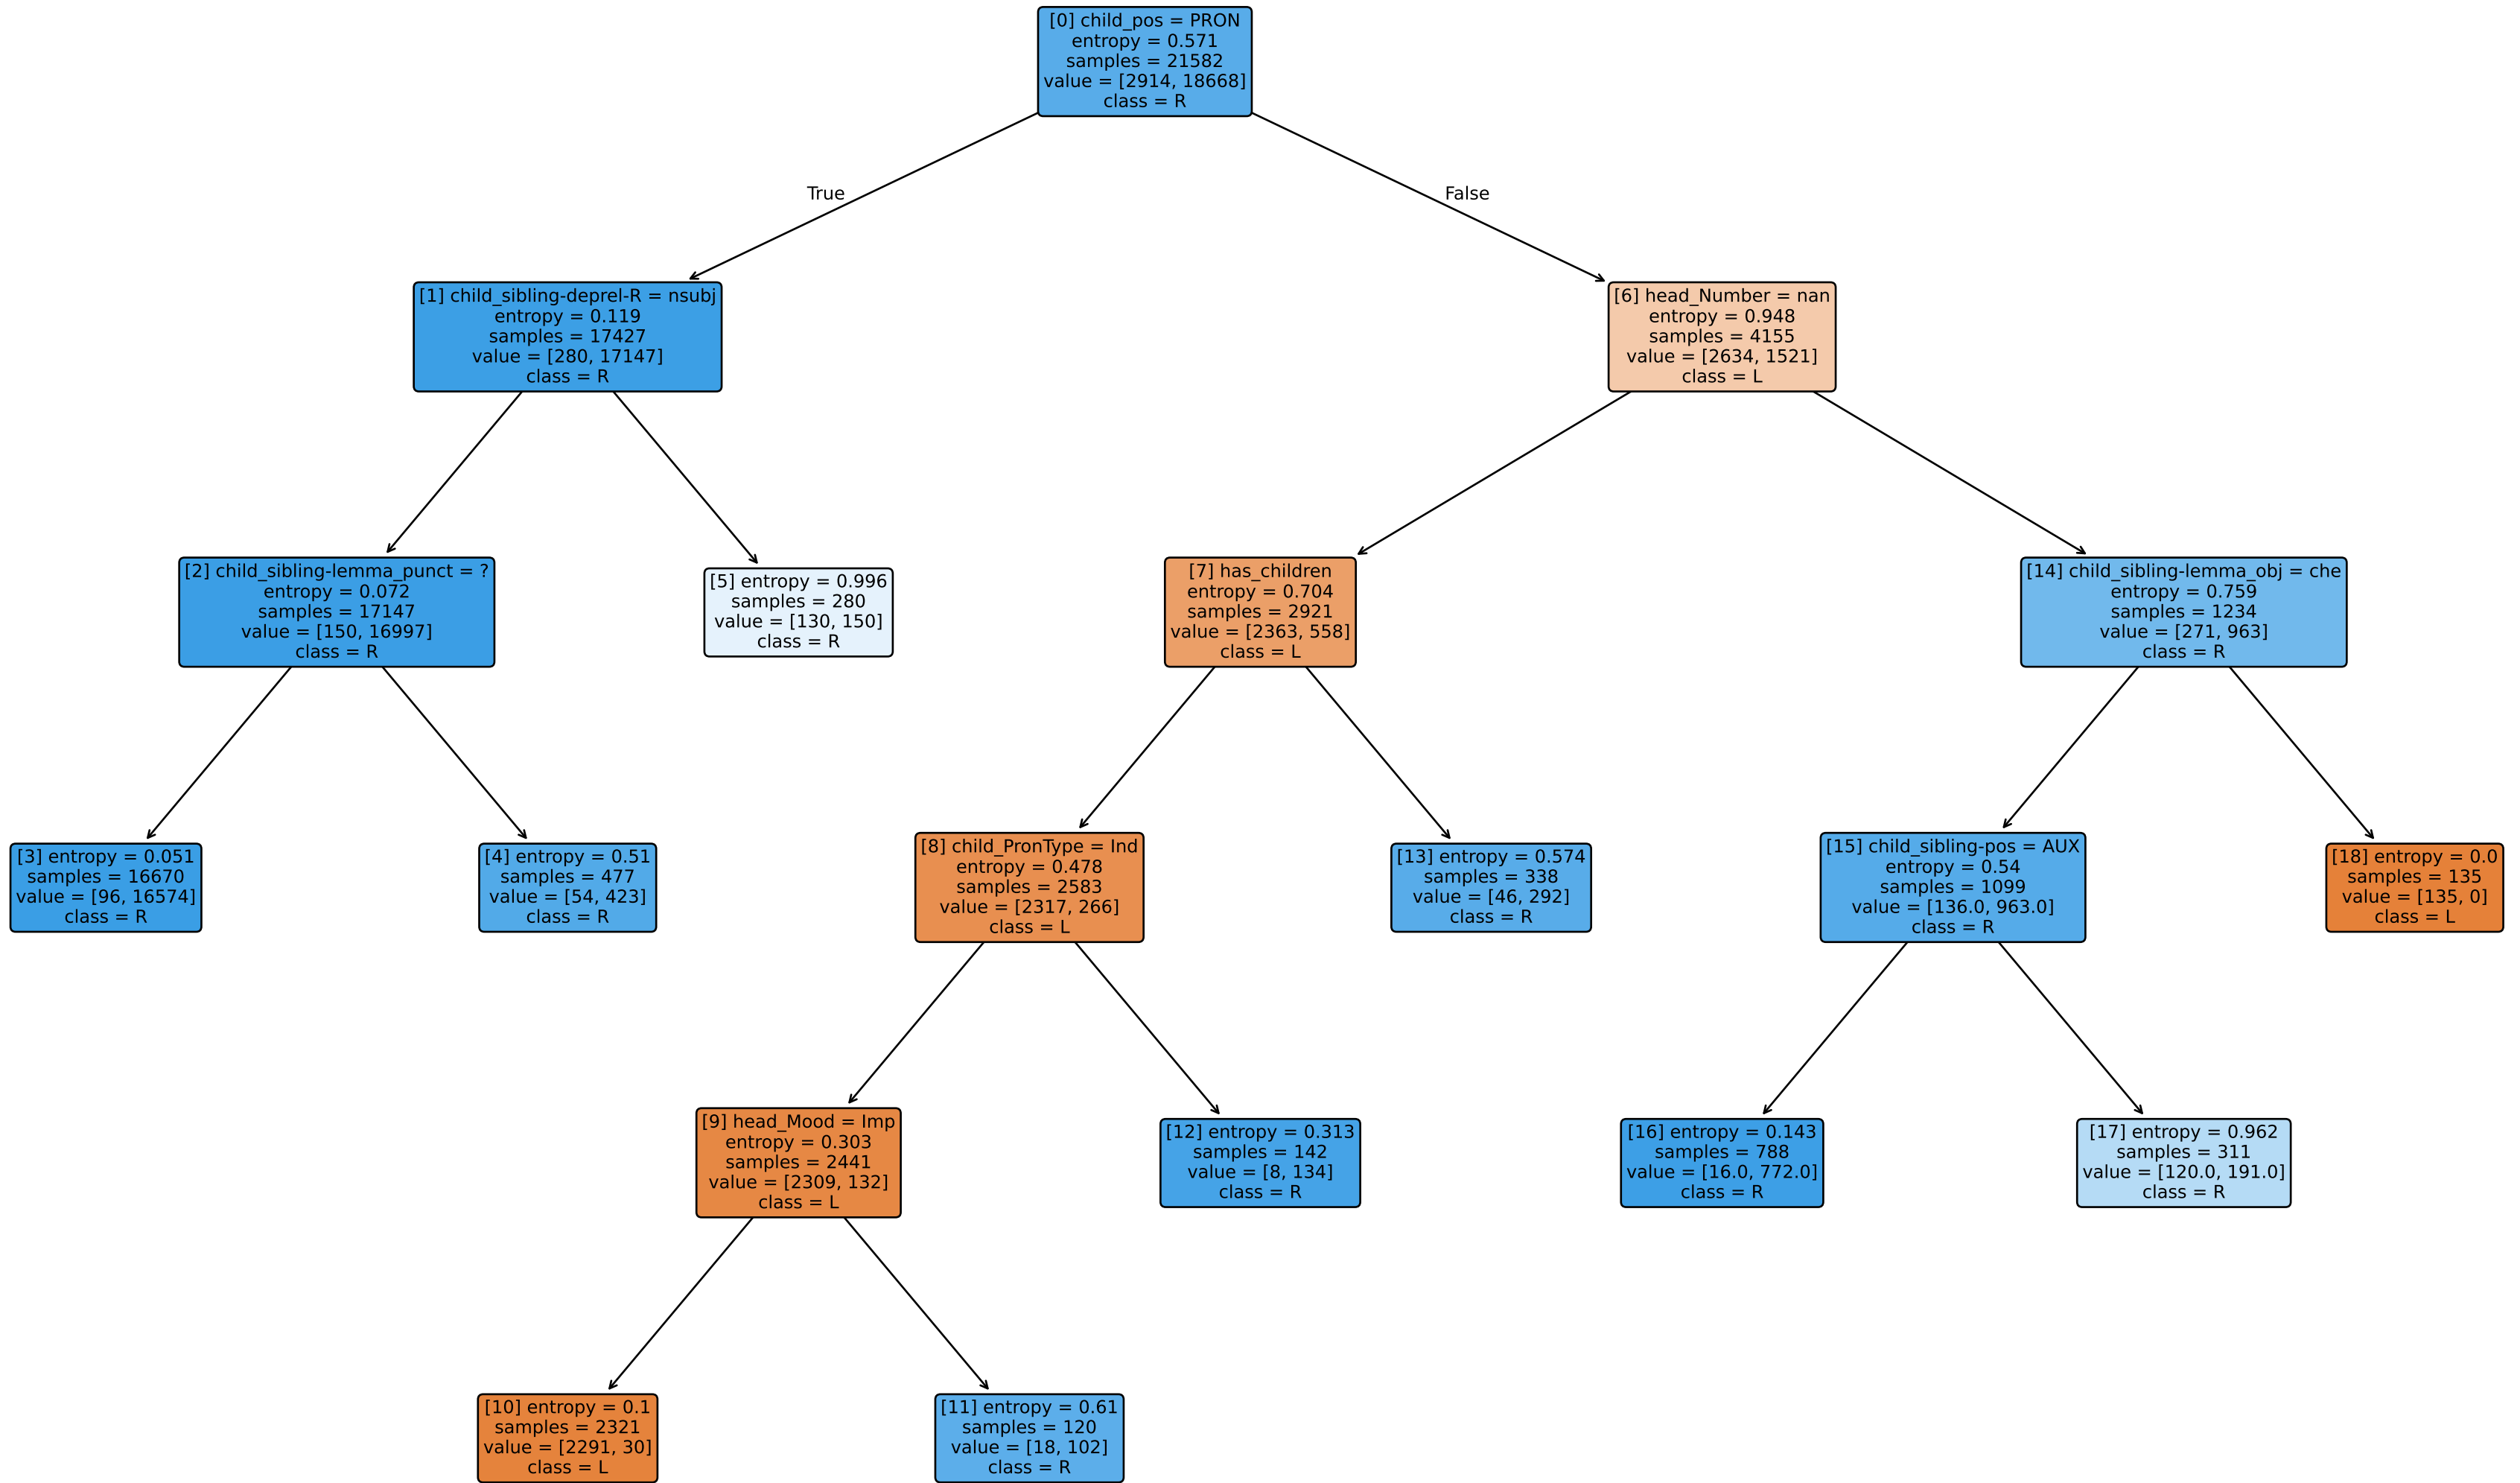 [0] child_pos = PRON
entropy = 0.571
samples = 21582
value = [2914, 18668]
class = R
True
False
[1] child_sibling-deprel-R = nsubj
entropy = 0.119
samples = 17427
value = [280, 17147]
class = R
[6] head_Number = nan
entropy = 0.948
samples = 4155
value = [2634, 1521]
class = L
[2] child_sibling-lemma_punct = ?
entropy = 0.072
samples = 17147
value = [150, 16997]
class = R
[5] entropy = 0.996
samples = 280
value = [130, 150]
class = R
[7] has_children
entropy = 0.704
samples = 2921
value = [2363, 558]
class = L
[14] child_sibling-lemma_obj = che
entropy = 0.759
samples = 1234
value = [271, 963]
class = R
[3] entropy = 0.051
samples = 16670
value = [96, 16574]
class = R
[4] entropy = 0.51
samples = 477
value = [54, 423]
class = R
[8] child_PronType = Ind
entropy = 0.478
samples = 2583
value = [2317, 266]
class = L
[13] entropy = 0.574
samples = 338
value = [46, 292]
class = R
[15] child_sibling-pos = AUX
entropy = 0.54
samples = 1099
value = [136.0, 963.0]
class = R
[18] entropy = 0.0
samples = 135
value = [135, 0]
class = L
[9] head_Mood = Imp
entropy = 0.303
samples = 2441
value = [2309, 132]
class = L
[12] entropy = 0.313
samples = 142
value = [8, 134]
class = R
[16] entropy = 0.143
samples = 788
value = [16.0, 772.0]
class = R
[17] entropy = 0.962
samples = 311
value = [120.0, 191.0]
class = R
[10] entropy = 0.1
samples = 2321
value = [2291, 30]
class = L
[11] entropy = 0.61
samples = 120
value = [18, 102]
class = R